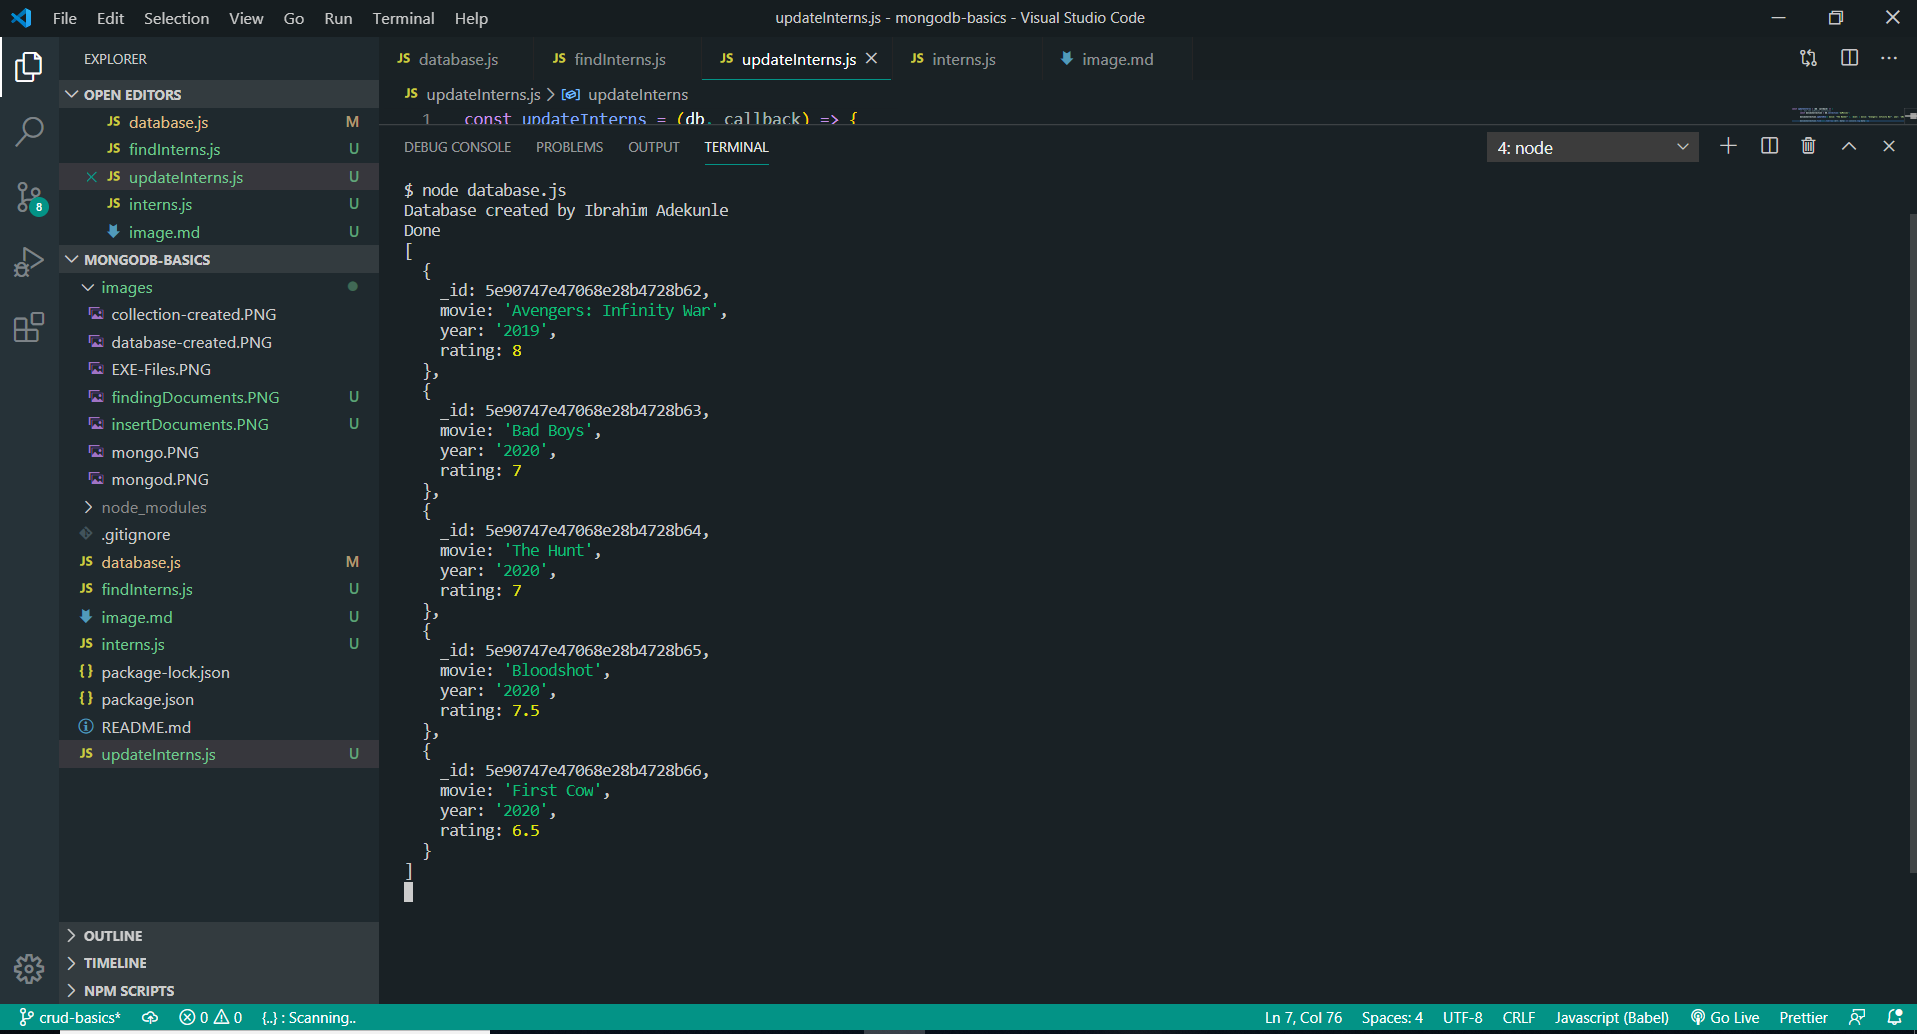 File Edit Selection View Go Run Terminal Help
updateInterns.js - mongodb-basics - Visual Studio Code
EXPLORER
OPEN EDITORS
JS database.js M
JS findInterns.js U
JS updateInterns.js U
JS interns.js U
image.md U
MONGODB-BASICS
images
collection-created.PNG
database-created.PNG
EXE-Files.PNG
findingDocuments.PNG U
insertDocuments.PNG U
mongo.PNG
mongod.PNG
node_modules
.gitignore
JS database.js M
JS findInterns.js U
image.md U
JS interns.js U
{} package-lock.json
{} package.json
README.md
JS updateInterns.js U
OUTLINE
TIMELINE
NPM SCRIPTS
8
JS database.js JS findInterns.js JS updateInterns.js JS interns.js image.md
JS updateInterns.js > updateInterns
1 const updateInterns = (db, callback) => {
DEBUG CONSOLE PROBLEMS OUTPUT TERMINAL 4: node
$ node database.js
Database created by Ibrahim Adekunle
Done
[
{
_id: 5e90747e47068e28b4728b62,
movie: 'Avengers: Infinity War',
year: '2019',
rating: 8
},
{
_id: 5e90747e47068e28b4728b63,
movie: 'Bad Boys',
year: '2020',
rating: 7
},
{
_id: 5e90747e47068e28b4728b64,
movie: 'The Hunt',
year: '2020',
rating: 7
},
{
_id: 5e90747e47068e28b4728b65,
movie: 'Bloodshot',
year: '2020',
rating: 7.5
},
{
_id: 5e90747e47068e28b4728b66,
movie: 'First Cow',
year: '2020',
rating: 6.5
}
]
crud-basics* 0 0 {..} : Scanning.. Ln 7, Col 76 Spaces: 4 UTF-8 CRLF Javascript (Babel) Go Live Prettier